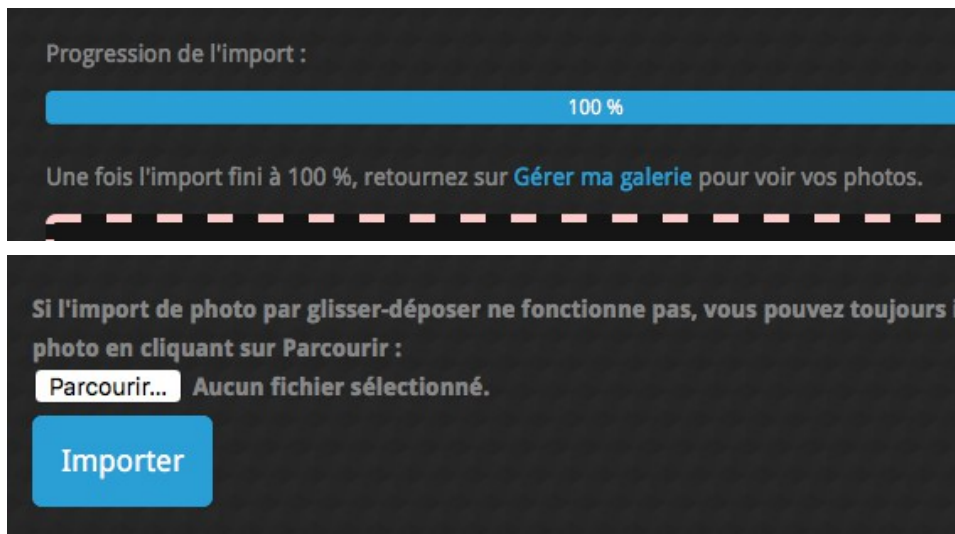 Progression de l'import :
100 %
Une fois l'import fini à 100 %, retournez sur Gérer ma galerie pour voir vos photos.
Si l'import de photo par glisser-déposer ne fonctionne pas, vous pouvez toujours
photo en cliquant sur Parcourir :
Parcourir... Aucun fichier sélectionné.
Importer